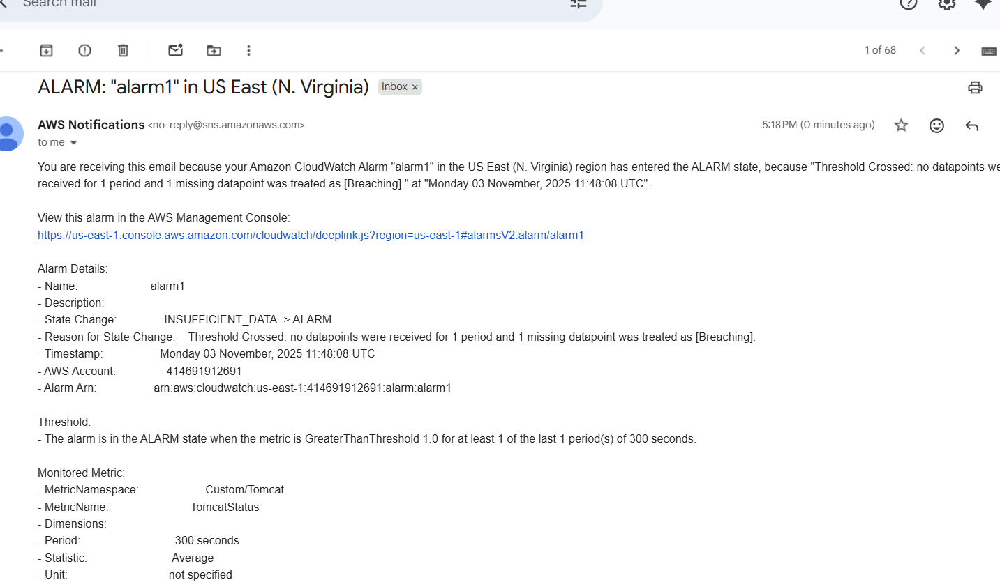 Search mail
1 of 68
ALARM: "alarm1" in US East (N. Virginia) Inbox ×
AWS Notifications <no-reply@sns.amazonaws.com>
5:18 PM (0 minutes ago)
to me
You are receiving this email because your Amazon CloudWatch Alarm "alarm1" in the US East (N. Virginia) region has entered the ALARM state, because "Threshold Crossed: no datapoints we
received for 1 period and 1 missing datapoint was treated as [Breaching]." at "Monday 03 November, 2025 11:48:08 UTC".
View this alarm in the AWS Management Console:
https://us-east-1.console.aws.amazon.com/cloudwatch/deeplink.js?region=us-east-1#alarmsV2:alarm/alarm1
Alarm Details:
- Name: alarm1
- Description:
- State Change: INSUFFICIENT_DATA -> ALARM
- Reason for State Change: Threshold Crossed: no datapoints were received for 1 period and 1 missing datapoint was treated as [Breaching].
- Timestamp: Monday 03 November, 2025 11:48:08 UTC
- AWS Account: 414691912691
- Alarm Arn: arn:aws:cloudwatch:us-east-1:414691912691:alarm:alarm1
Threshold:
- The alarm is in the ALARM state when the metric is GreaterThanThreshold 1.0 for at least 1 of the last 1 period(s) of 300 seconds.
Monitored Metric:
- MetricNamespace: Custom/Tomcat
- MetricName: TomcatStatus
- Dimensions:
- Period: 300 seconds
- Statistic: Average
- Unit: not specified